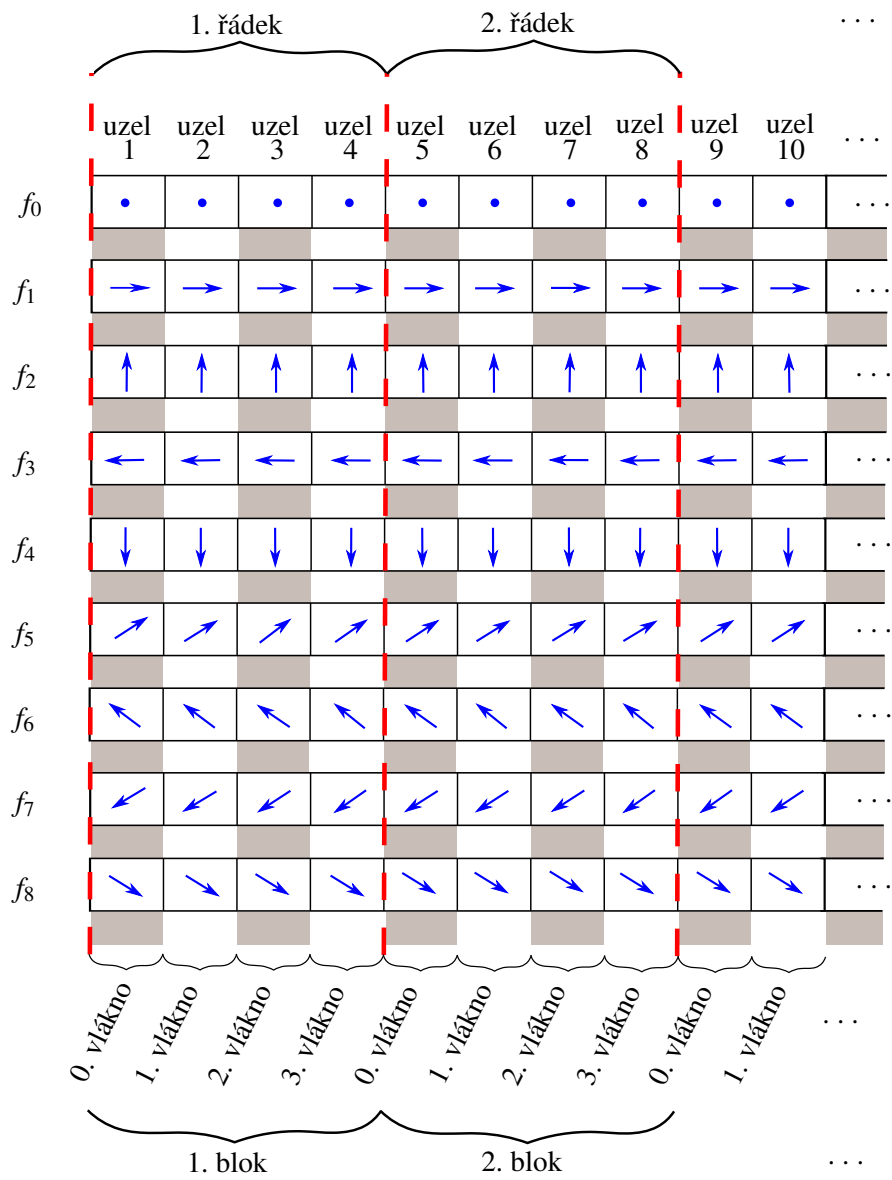 1. řádek 2. řádek · · ·
uzel uzel uzel uzel uzel uzel uzel uzel uzel uzel
1 2 3 4 5 6 7 8 9 10 · · ·
f0 · · ·
f1 · · ·
f2 · · ·
f3 · · ·
f4 · · ·
f5 · · ·
f6 · · ·
f7 · · ·
f8 · · ·
0. vlákno 1. vlákno 2. vlákno 3. vlákno 0. vlákno 1. vlákno 2. vlákno 3. vlákno 0. vlákno 1. vlákno · · ·
1. blok 2. blok · · ·